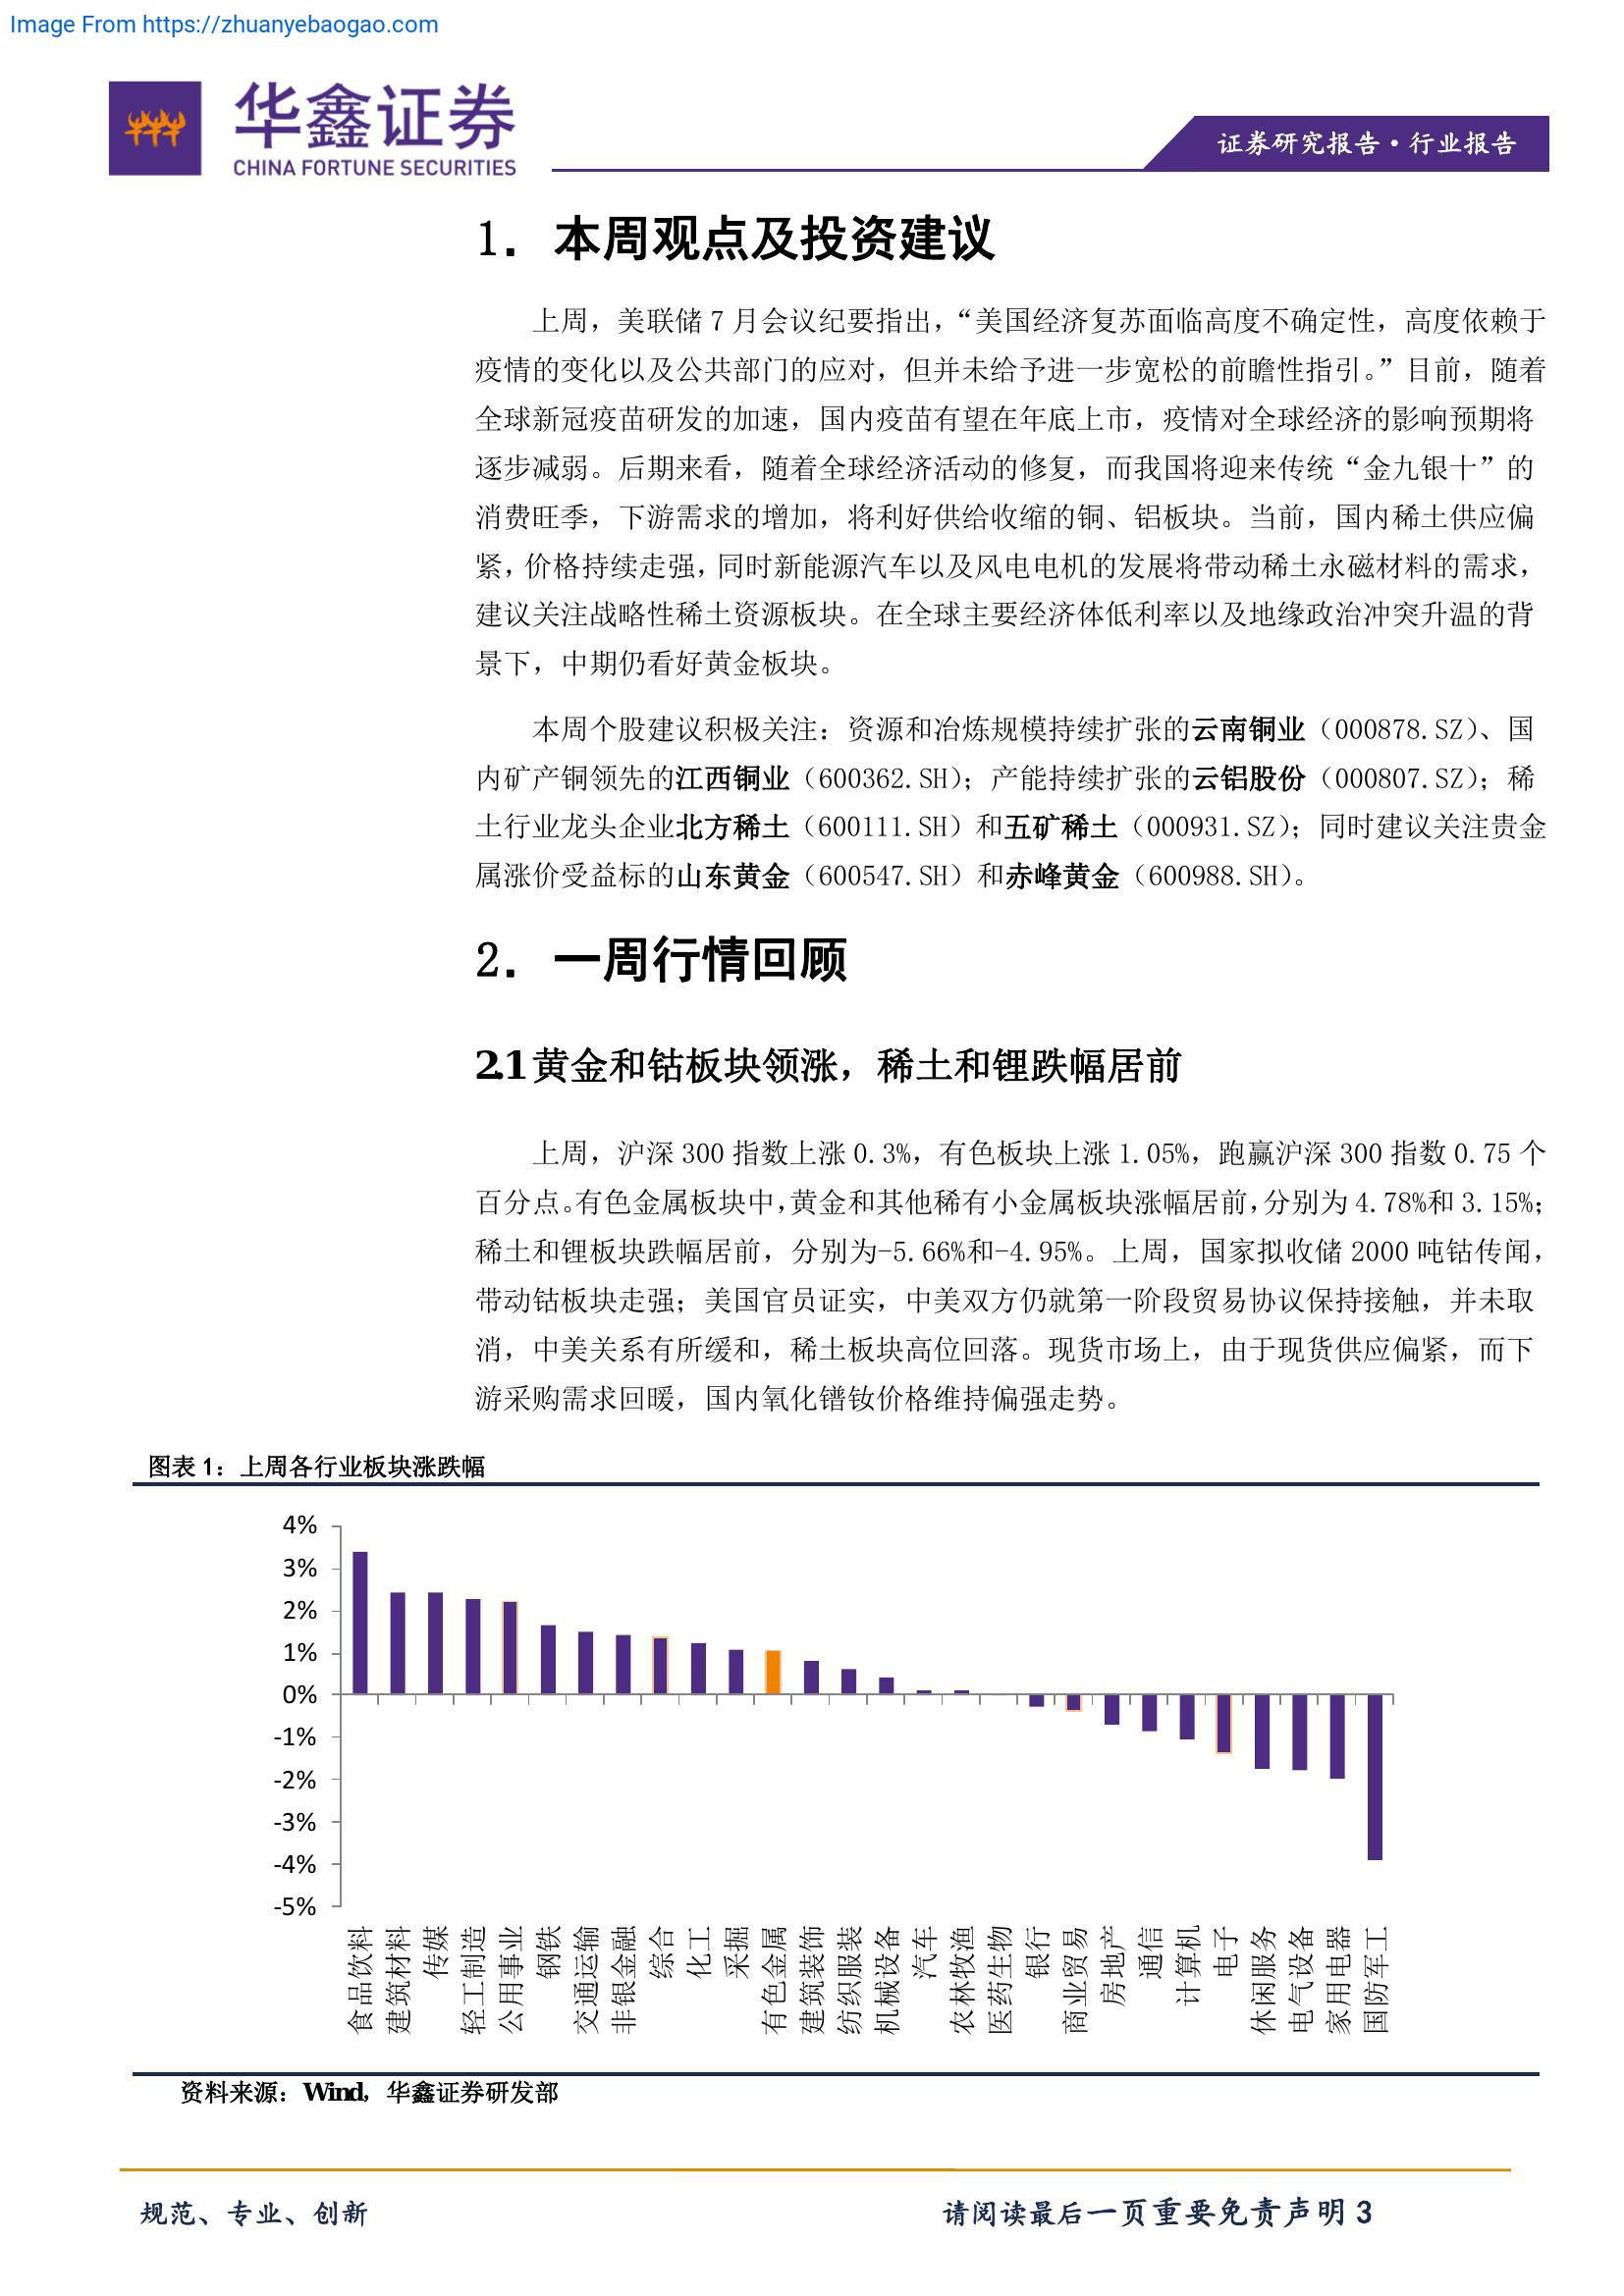 Image From https://zhuanyebaogao.com
华鑫证券
CHINA FORTUNE SECURITIES
证券研究报告·行业报告
1. 本周观点及投资建议
上周，美联储 7 月会议纪要指出，“美国经济复苏面临高度不确定性，高度依赖于
疫情的变化以及公共部门的应对，但并未给予进一步宽松的前瞻性指引。”目前，随着
全球新冠疫苗研发的加速，国内疫苗有望在年底上市，疫情对全球经济的影响预期将
逐步减弱。后期来看，随着全球经济活动的修复，而我国将迎来传统“金九银十”的
消费旺季，下游需求的增加，将利好供给收缩的铜、铝板块。当前，国内稀土供应偏
紧，价格持续走强，同时新能源汽车以及风电电机的发展将带动稀土永磁材料的需求，
建议关注战略性稀土资源板块。在全球主要经济体低利率以及地缘政治冲突升温的背
景下，中期仍看好黄金板块。
本周个股建议积极关注：资源和冶炼规模持续扩张的云南铜业（000878.SZ）、国
内矿产铜领先的江西铜业（600362.SH）；产能持续扩张的云铝股份（000807.SZ）；稀
土行业龙头企业北方稀土（600111.SH）和五矿稀土（000931.SZ）；同时建议关注贵金
属涨价受益标的山东黄金（600547.SH）和赤峰黄金（600988.SH）。
2. 一周行情回顾
2.1 黄金和钴板块领涨，稀土和锂跌幅居前
上周，沪深 300 指数上涨 0.3%，有色板块上涨 1.05%，跑赢沪深 300 指数 0.75 个
百分点。有色金属板块中，黄金和其他稀有小金属板块涨幅居前，分别为 4.78%和 3.15%；
稀土和锂板块跌幅居前，分别为-5.66%和-4.95%。上周，国家拟收储 2000 吨钴传闻，
带动钴板块走强；美国官员证实，中美双方仍就第一阶段贸易协议保持接触，并未取
消，中美关系有所缓和，稀土板块高位回落。现货市场上，由于现货供应偏紧，而下
游采购需求回暖，国内氧化镨钕价格维持偏强走势。
图表 1：上周各行业板块涨跌幅
4%
3%
2%
1%
0%
-1%
-2%
-3%
-4%
-5%
食品饮料
建筑材料
传媒
轻工制造
公用事业
钢铁
交通运输
非银金融
综合
化工
采掘
有色金属
建筑装饰
纺织服装
机械设备
汽车
农林牧渔
医药生物
银行
商业贸易
房地产
通信
计算机
电子
休闲服务
电气设备
家用电器
国防军工
资料来源：Wind，华鑫证券研发部
规范、专业、创新
请阅读最后一页重要免责声明 3